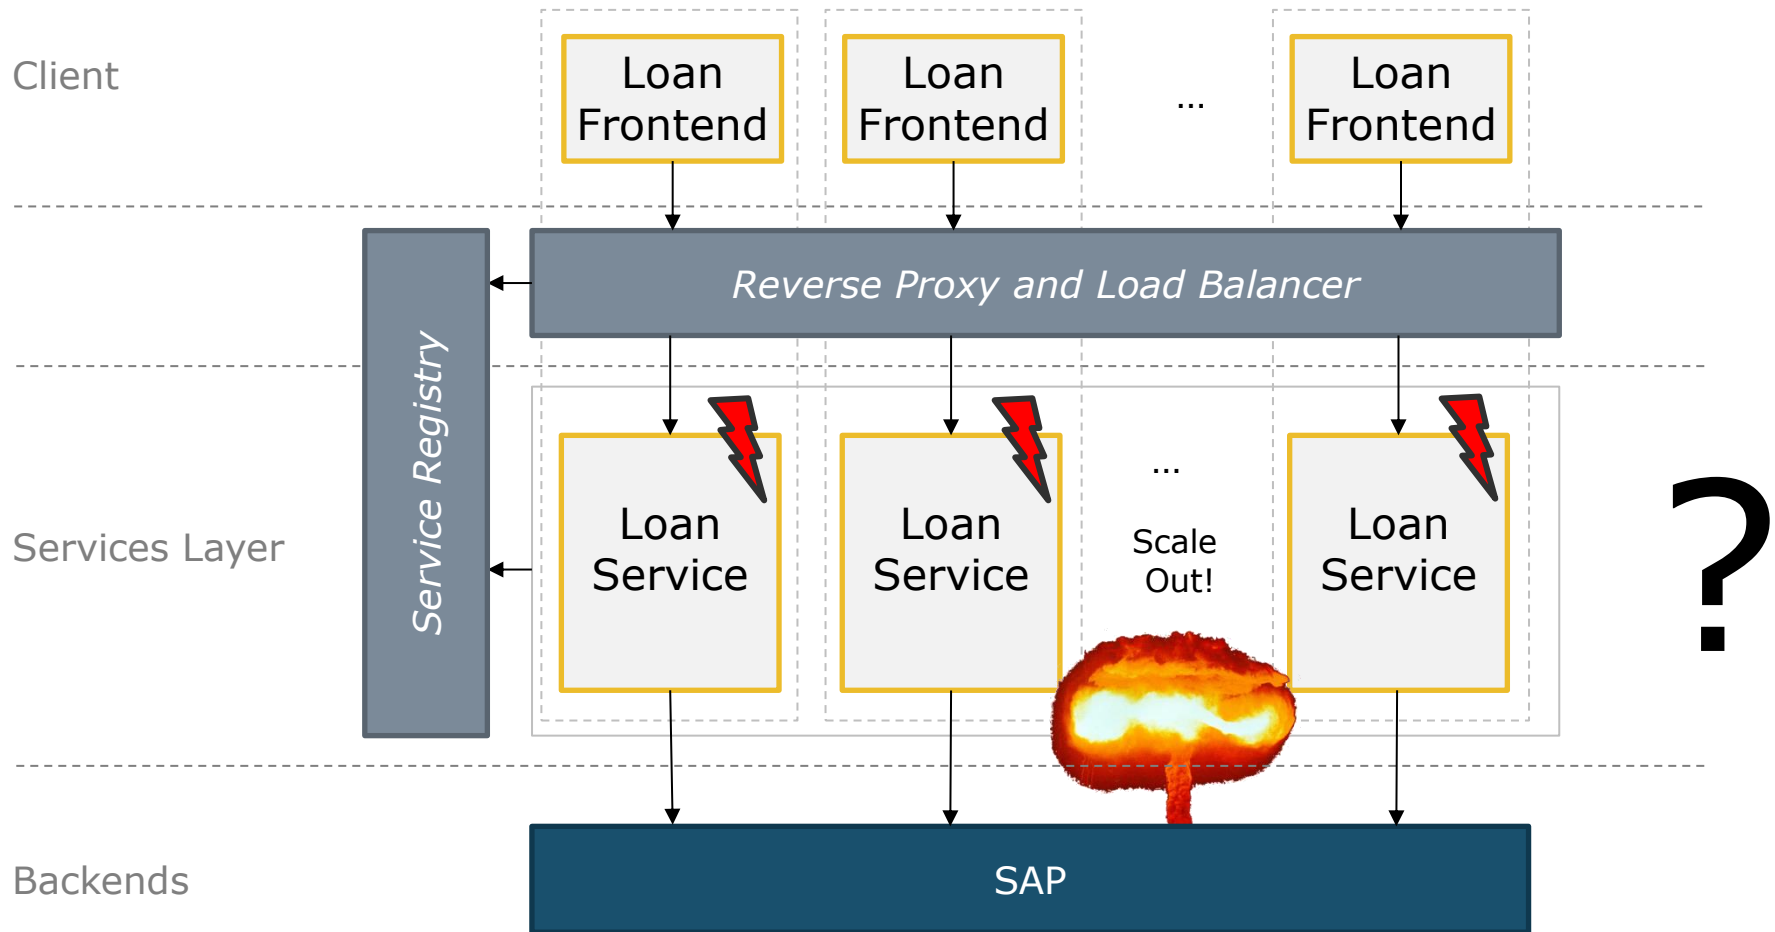 Client
Loan
Frontend
Loan
Frontend
...
Loan
Frontend
Reverse Proxy and Load Balancer
Service Registry
Services Layer
Loan
Service
Loan
Service
...
Scale
Out!
Loan
Service
?
Backends
SAP